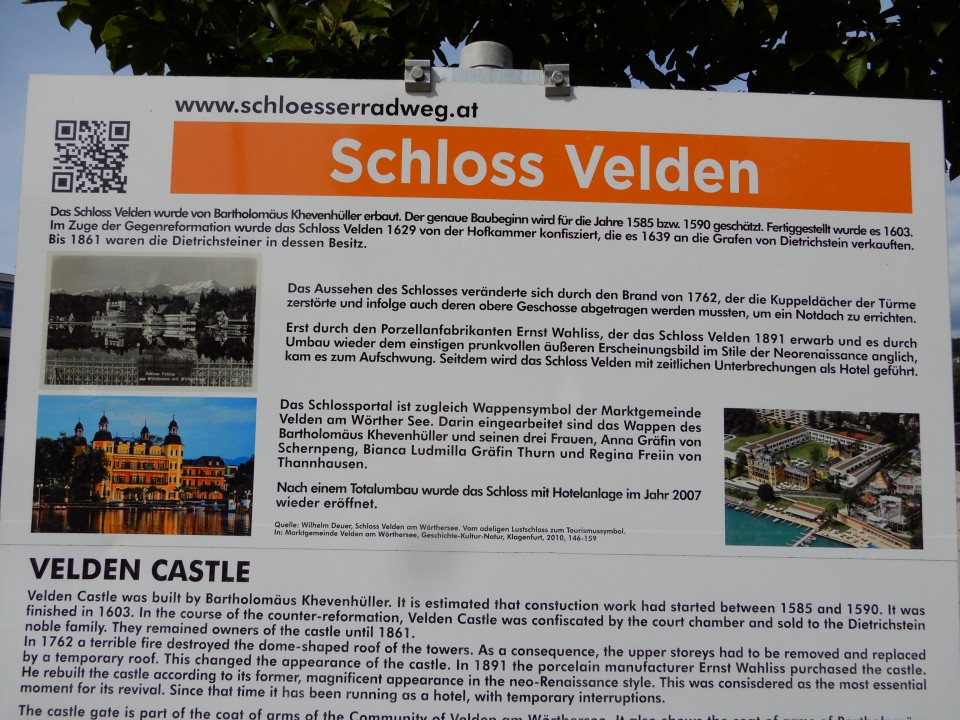 www.schloesserradweg.at
Schloss Velden
Das Schloss Velden wurde von Bartholomäus Khevenhüller erbaut. Der genaue Baubeginn wird für die Jahre 1585 bzw. 1590 geschätzt. Fertiggestellt wurde es 1603.
Im Zuge der Gegenreformation wurde das Schloss Velden 1629 von der Hofkammer konfisziert, die es 1639 an die Grafen von Dietrichstein verkauften.
Bis 1861 waren die Dietrichsteiner in dessen Besitz.
Das Aussehen des Schlosses veränderte sich durch den Brand von 1762, der die Kuppeldächer der Türme
zerstörte und infolge auch deren obere Geschosse abgetragen werden mussten, um ein Notdach zu errichten.
Erst durch den Porzellanfabrikanten Ernst Wahliss, der das Schloss Velden 1891 erwarb und es durch
Umbau wieder dem einstigen prunkvollen äußeren Erscheinungsbild im Stile der Neorenaissance anglich,
kam es zum Aufschwung. Seitdem wird das Schloss Velden mit zeitlichen Unterbrechungen als Hotel geführt.
Schloss Velden
am Wörthersee mit
Das Schlossportal ist zugleich Wappensymbol der Marktgemeinde
Velden am Wörther See. Darin eingearbeitet sind das Wappen des
Bartholomäus Khevenhüller und seinen drei Frauen, Anna Gräfin von
Schernpeng, Bianca Ludmilla Gräfin Thurn und Regina Freiin von
Thannhausen.
Nach einem Totalumbau wurde das Schloss mit Hotelanlage im Jahr 2007
wieder eröffnet.
Quelle: Wilhelm Deuer, Schloss Velden am Wörthersee. Vom adeligen Lustschloss zum Tourismussymbol.
In: Marktgemeinde Velden am Wörthersee, Geschichte-Kultur-Natur, Klagenfurt, 2010, 146-159
VELDEN CASTLE
Velden Castle was built by Bartholomäus Khevenhüller. It is estimated that constuction work had started between 1585 and 1590. It was
finished in 1603. In the course of the counter-reformation, Velden Castle was confiscated by the court chamber and sold to the Dietrichstein
noble family. They remained owners of the castle until 1861.
In 1762 a terrible fire destroyed the dome-shaped roof of the towers. As a consequence, the upper storeys had to be removed and replaced
by a temporary roof. This changed the appearance of the castle. In 1891 the porcelain manufacturer Ernst Wahliss purchased the castle.
He rebuilt the castle according to its former, magnificent appearance in the neo-Renaissance style. This was consisdered as the most essential
moment for its revival. Since that time it has been running as a hotel, with temporary interruptions.
The castle gate is part of the coat of arms of the Community of Velden am Wörthersee. It also shows the coat of arms of